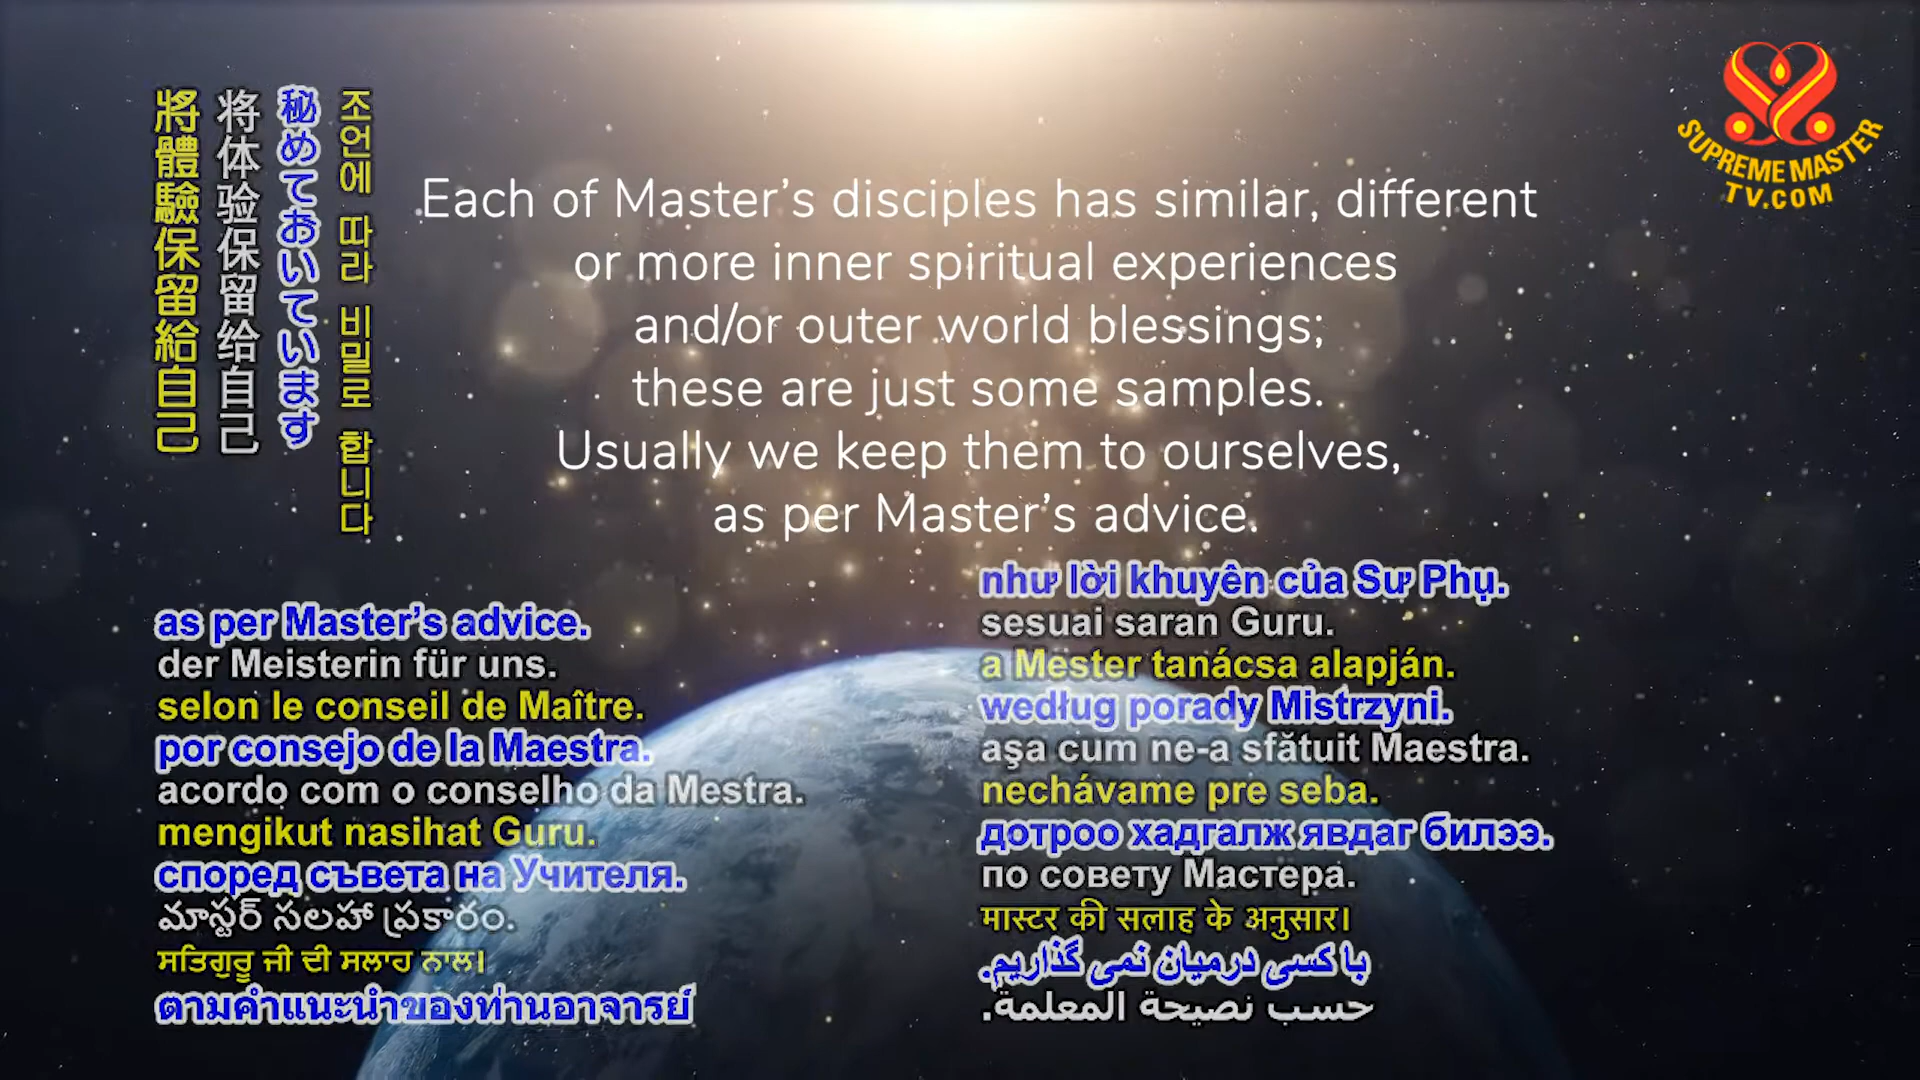 將體驗保留給自己
将体验保留给自己
秘めておいています
조언에 따라 비밀로 합니다
SUPREME MASTER
TV.COM
Each of Master’s disciples has similar, different
or more inner spiritual experiences
and/or outer world blessings;
these are just some samples.
Usually we keep them to ourselves,
as per Master’s advice.
as per Master’s advice.
der Meisterin für uns.
selon le conseil de Maître.
por consejo de la Maestra.
acordo com o conselho da Mestra.
mengikut nasihat Guru.
според съвета на Учителя.
మాస్టర్ సలహా ప్రకారం.
ਸਤਿਗੁਰੂ ਜੀ ਦੀ ਸਲਾਹ ਨਾਲ।
ตามคำแนะนำของท่านอาจารย์
như lời khuyên của Sư Phụ.
sesuai saran Guru.
a Mester tanácsa alapján.
według porady Mistrzyni.
aşa cum ne-a sfătuit Maestra.
nechávame pre seba.
дотроо хадгалж явдаг билээ.
по совету Мастера.
मास्टर की सलाह के अनुसार।
با کسی درمیان نمی گذاریم.
حسب نصيحة المعلمة.